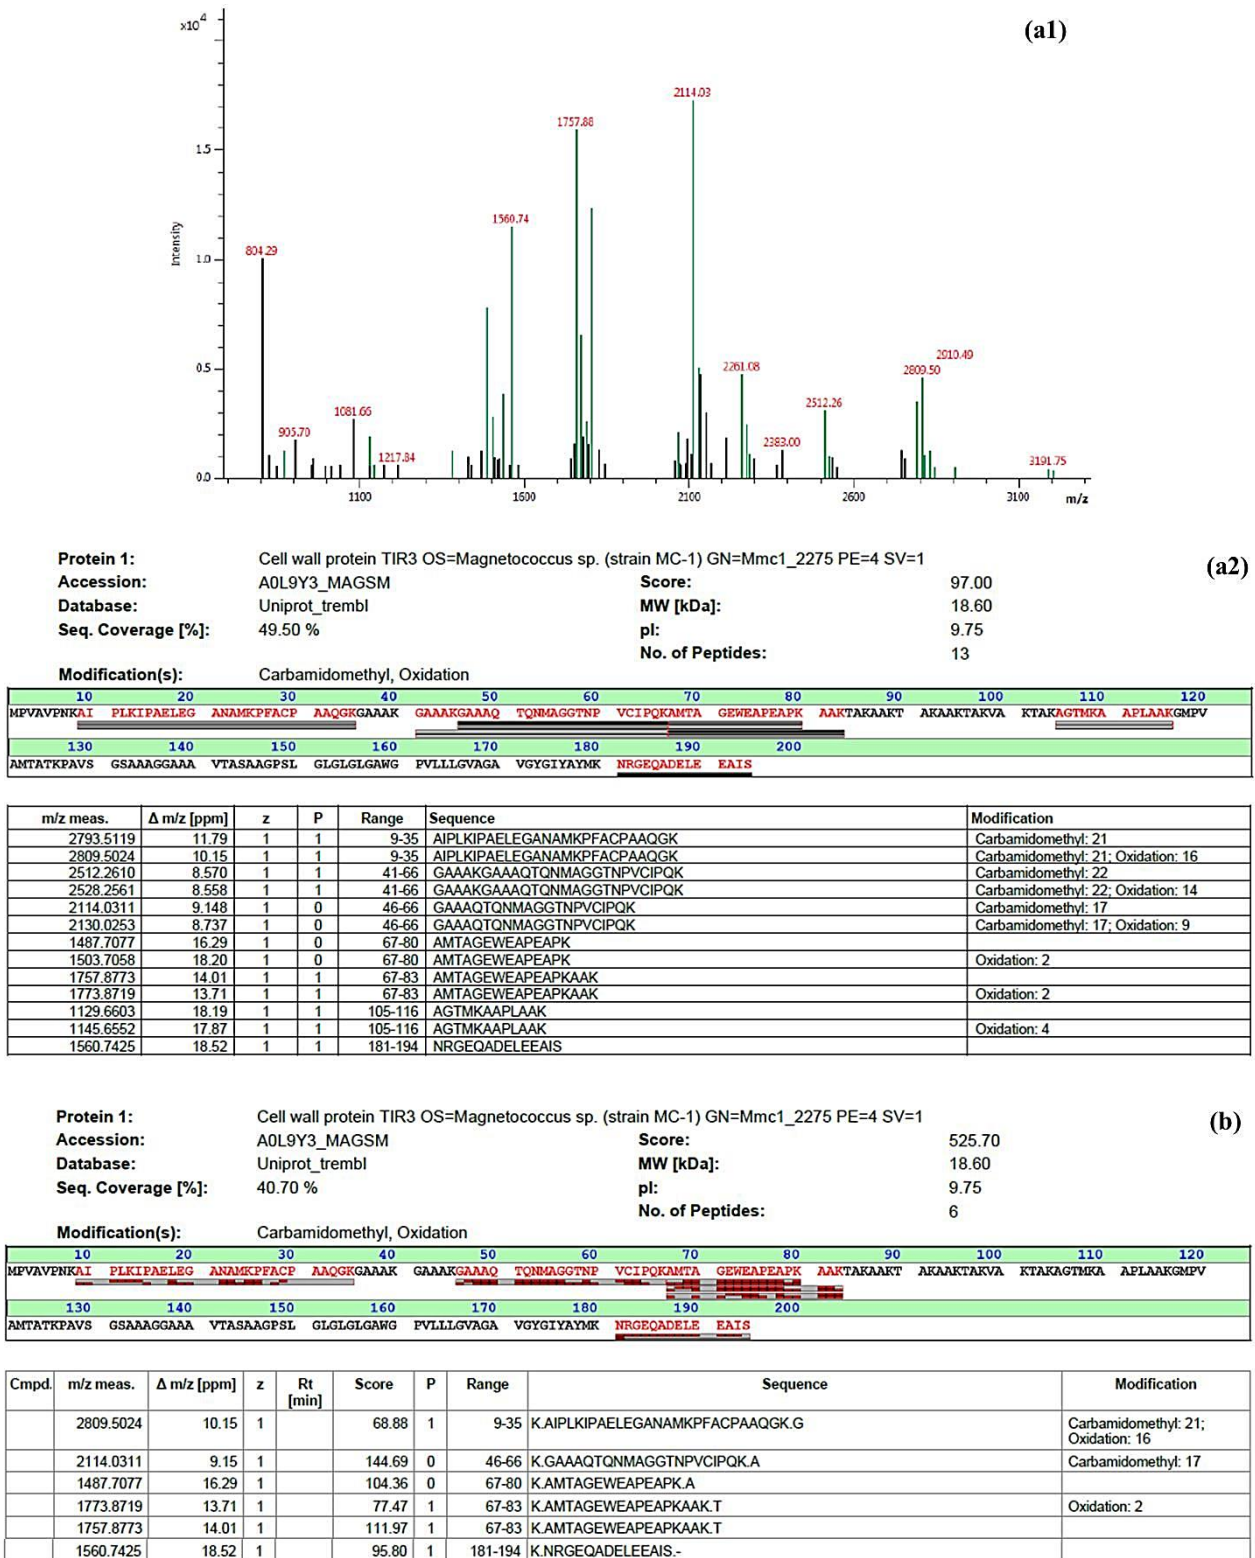 (a1)
x10⁴
Intensity
1.5
1.0
0.5
0.0
804.29
905.70
1081.66
1217.84
1560.74
1757.88
2114.03
2261.08
2383.00
2512.26
2809.50
2910.49
3191.75
1100 1600 2100 2600 3100 m/z
(a2)
Protein 1: Cell wall protein TIR3 OS=Magnetococcus sp. (strain MC-1) GN=Mmc1_2275 PE=4 SV=1
Accession: A0L9Y3_MAGSM Score: 97.00
Database: Uniprot_trembl MW [kDa]: 18.60
Seq. Coverage [%]: 49.50 % pI: 9.75
No. of Peptides: 13
Modification(s): Carbamidomethyl, Oxidation
10 20 30 40 50 60 70 80 90 100 110 120
MPVAVPNKAI PLKIPAELEG ANAMKPFACP AAQGKGAAAK GAAAKGAAAQ TQNMAGGTNP VCIPQKAMTA GEWEAPEAPK AAKTAKAAKT AKAAKTAKVA KTAKAGTMKA APLAAKGMPV
130 140 150 160 170 180 190 200
AMTATKPAVS GSAAAGGAAA VTASAAGPSL GLGLGLGAWG PVLLLGVAGA VGYGIYAYMK NRGEQADELE EAIS
m/z meas. Δ m/z [ppm] z P Range Sequence Modification
2793.5119 11.79 1 1 9-35 AIPLKIPAELEGANAMKPFACPAAQGK Carbamidomethyl: 21
2809.5024 10.15 1 1 9-35 AIPLKIPAELEGANAMKPFACPAAQGK Carbamidomethyl: 21; Oxidation: 16
2512.2610 8.570 1 1 41-66 GAAAKGAAAQTQNMAGGTNPVCIPQK Carbamidomethyl: 22
2528.2561 8.558 1 1 41-66 GAAAKGAAAQTQNMAGGTNPVCIPQK Carbamidomethyl: 22; Oxidation: 14
2114.0311 9.148 1 0 46-66 GAAAQTQNMAGGTNPVCIPQK Carbamidomethyl: 17
2130.0253 8.737 1 0 46-66 GAAAQTQNMAGGTNPVCIPQK Carbamidomethyl: 17; Oxidation: 9
1487.7077 16.29 1 0 67-80 AMTAGEWEAPEAPK
1503.7058 18.20 1 0 67-80 AMTAGEWEAPEAPK Oxidation: 2
1757.8773 14.01 1 1 67-83 AMTAGEWEAPEAPKAAK
1773.8719 13.71 1 1 67-83 AMTAGEWEAPEAPKAAK Oxidation: 2
1129.6603 18.19 1 1 105-116 AGTMKAAPLAAK
1145.6552 17.87 1 1 105-116 AGTMKAAPLAAK Oxidation: 4
1560.7425 18.52 1 1 181-194 NRGEQADELEEAIS
(b)
Protein 1: Cell wall protein TIR3 OS=Magnetococcus sp. (strain MC-1) GN=Mmc1_2275 PE=4 SV=1
Accession: A0L9Y3_MAGSM Score: 525.70
Database: Uniprot_trembl MW [kDa]: 18.60
Seq. Coverage [%]: 40.70 % pI: 9.75
No. of Peptides: 6
Modification(s): Carbamidomethyl, Oxidation
10 20 30 40 50 60 70 80 90 100 110 120
MPVAVPNKAI PLKIPAELEG ANAMKPFACP AAQGKGAAAK GAAAKGAAAQ TQNMAGGTNP VCIPQKAMTA GEWEAPEAPK AAKTAKAAKT AKAAKTAKVA KTAKAGTMKA APLAAKGMPV
130 140 150 160 170 180 190 200
AMTATKPAVS GSAAAGGAAA VTASAAGPSL GLGLGLGAWG PVLLLGVAGA VGYGIYAYMK NRGEQADELE EAIS
Cmpd. m/z meas. Δ m/z [ppm] z Rt [min] Score P Range Sequence Modification
2809.5024 10.15 1 68.88 1 9-35 K.AIPLKIPAELEGANAMKPFACPAAQGK.G Carbamidomethyl: 21;
Oxidation: 16
2114.0311 9.15 1 144.69 0 46-66 K.GAAAQTQNMAGGTNPVCIPQK.A Carbamidomethyl: 17
1487.7077 16.29 1 104.36 0 67-80 K.AMTAGEWEAPEAPK.A
1773.8719 13.71 1 77.47 1 67-83 K.AMTAGEWEAPEAPKAAK.T Oxidation: 2
1757.8773 14.01 1 111.97 1 67-83 K.AMTAGEWEAPEAPKAAK.T
1560.7425 18.52 1 95.80 1 181-194 K.NRGEQADELEEAIS.-